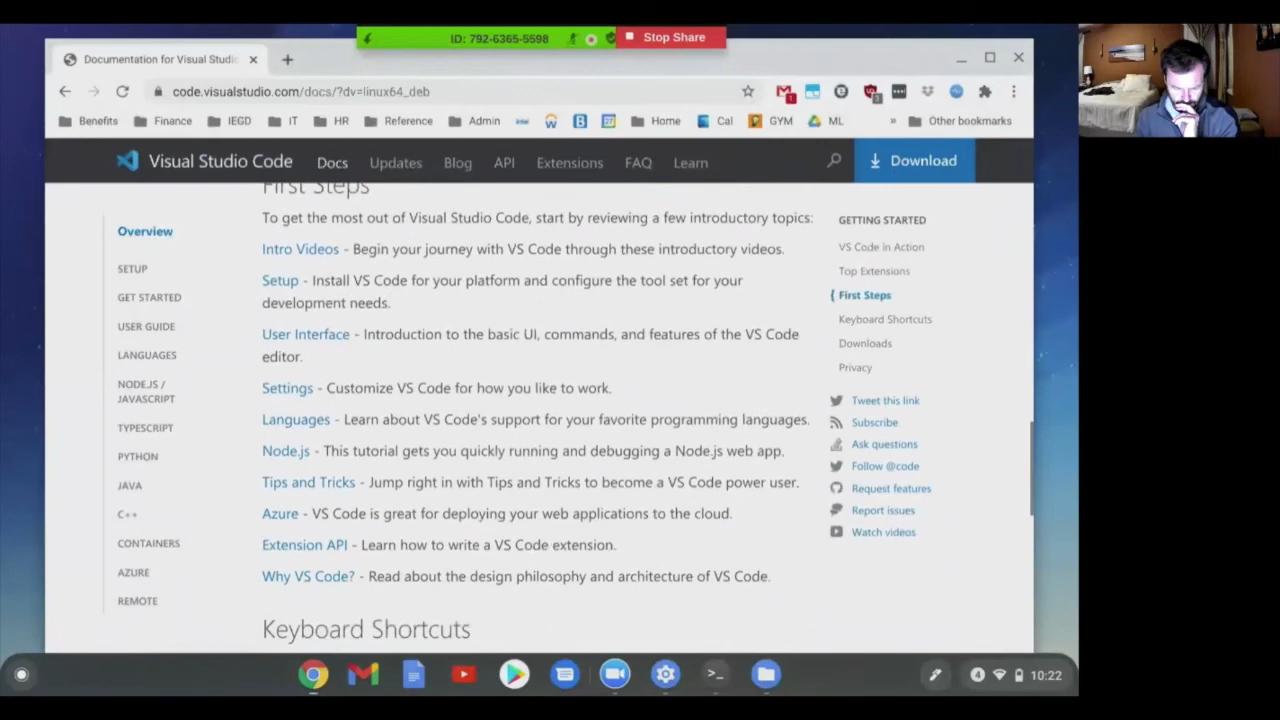 ID: 792-6365-5598
Stop Share
Documentation for Visual Studi
code.visualstudio.com/docs/?dv=linux64_deb
Benefits
Finance
IEGD
IT
HR
Reference
Admin
Home
Cal
GYM
ML
»
Other bookmarks
Visual Studio Code
Docs
Updates
Blog
API
Extensions
FAQ
Learn
Download
First Steps
To get the most out of Visual Studio Code, start by reviewing a few introductory topics:
Intro Videos - Begin your journey with VS Code through these introductory videos.
Setup - Install VS Code for your platform and configure the tool set for your
development needs.
User Interface - Introduction to the basic UI, commands, and features of the VS Code
editor.
Settings - Customize VS Code for how you like to work.
Languages - Learn about VS Code's support for your favorite programming languages.
Node.js - This tutorial gets you quickly running and debugging a Node.js web app.
Tips and Tricks - Jump right in with Tips and Tricks to become a VS Code power user.
Azure - VS Code is great for deploying your web applications to the cloud.
Extension API - Learn how to write a VS Code extension.
Why VS Code? - Read about the design philosophy and architecture of VS Code.
Keyboard Shortcuts
Overview
SETUP
GET STARTED
USER GUIDE
LANGUAGES
NODE.JS /
JAVASCRIPT
TYPESCRIPT
PYTHON
JAVA
C++
CONTAINERS
AZURE
REMOTE
GETTING STARTED
VS Code in Action
Top Extensions
First Steps
Keyboard Shortcuts
Downloads
Privacy
Tweet this link
Subscribe
Ask questions
Follow @code
Request features
Report issues
Watch videos
4
10:22